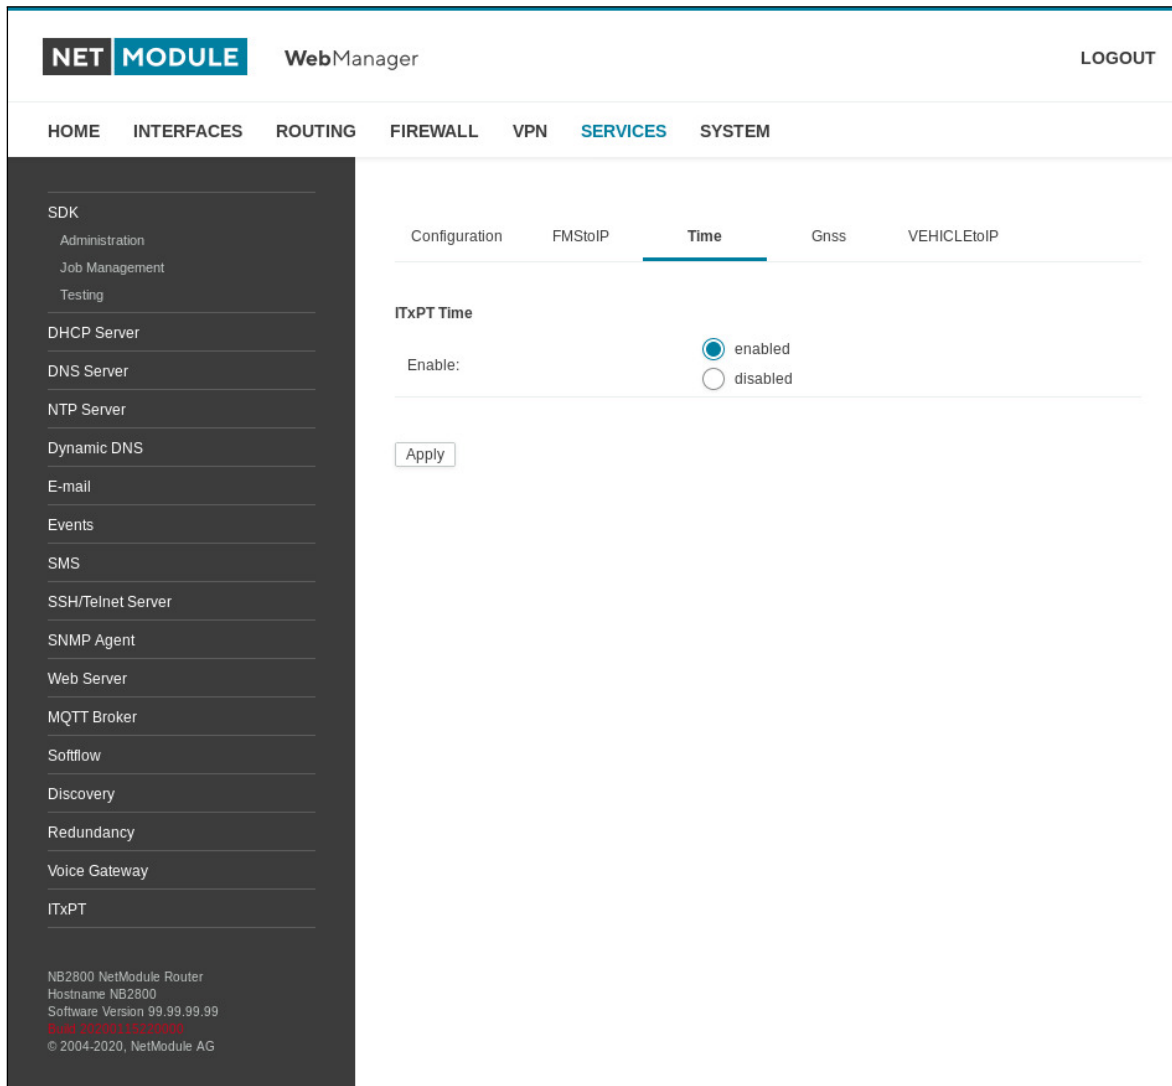 NET MODULE WebManager LOGOUT
HOME INTERFACES ROUTING FIREWALL VPN SERVICES SYSTEM
SDK
Administration
Job Management
Testing
DHCP Server
DNS Server
NTP Server
Dynamic DNS
E-mail
Events
SMS
SSH/Telnet Server
SNMP Agent
Web Server
MQTT Broker
Softflow
Discovery
Redundancy
Voice Gateway
ITxPT
NB2800 NetModule Router
Hostname NB2800
Software Version 99.99.99.99
Build
© 2004-2020, NetModule AG
Configuration FMStoIP Time Gnss VEHICLEtoIP
ITxPT Time
Enable:
enabled
disabled
Apply